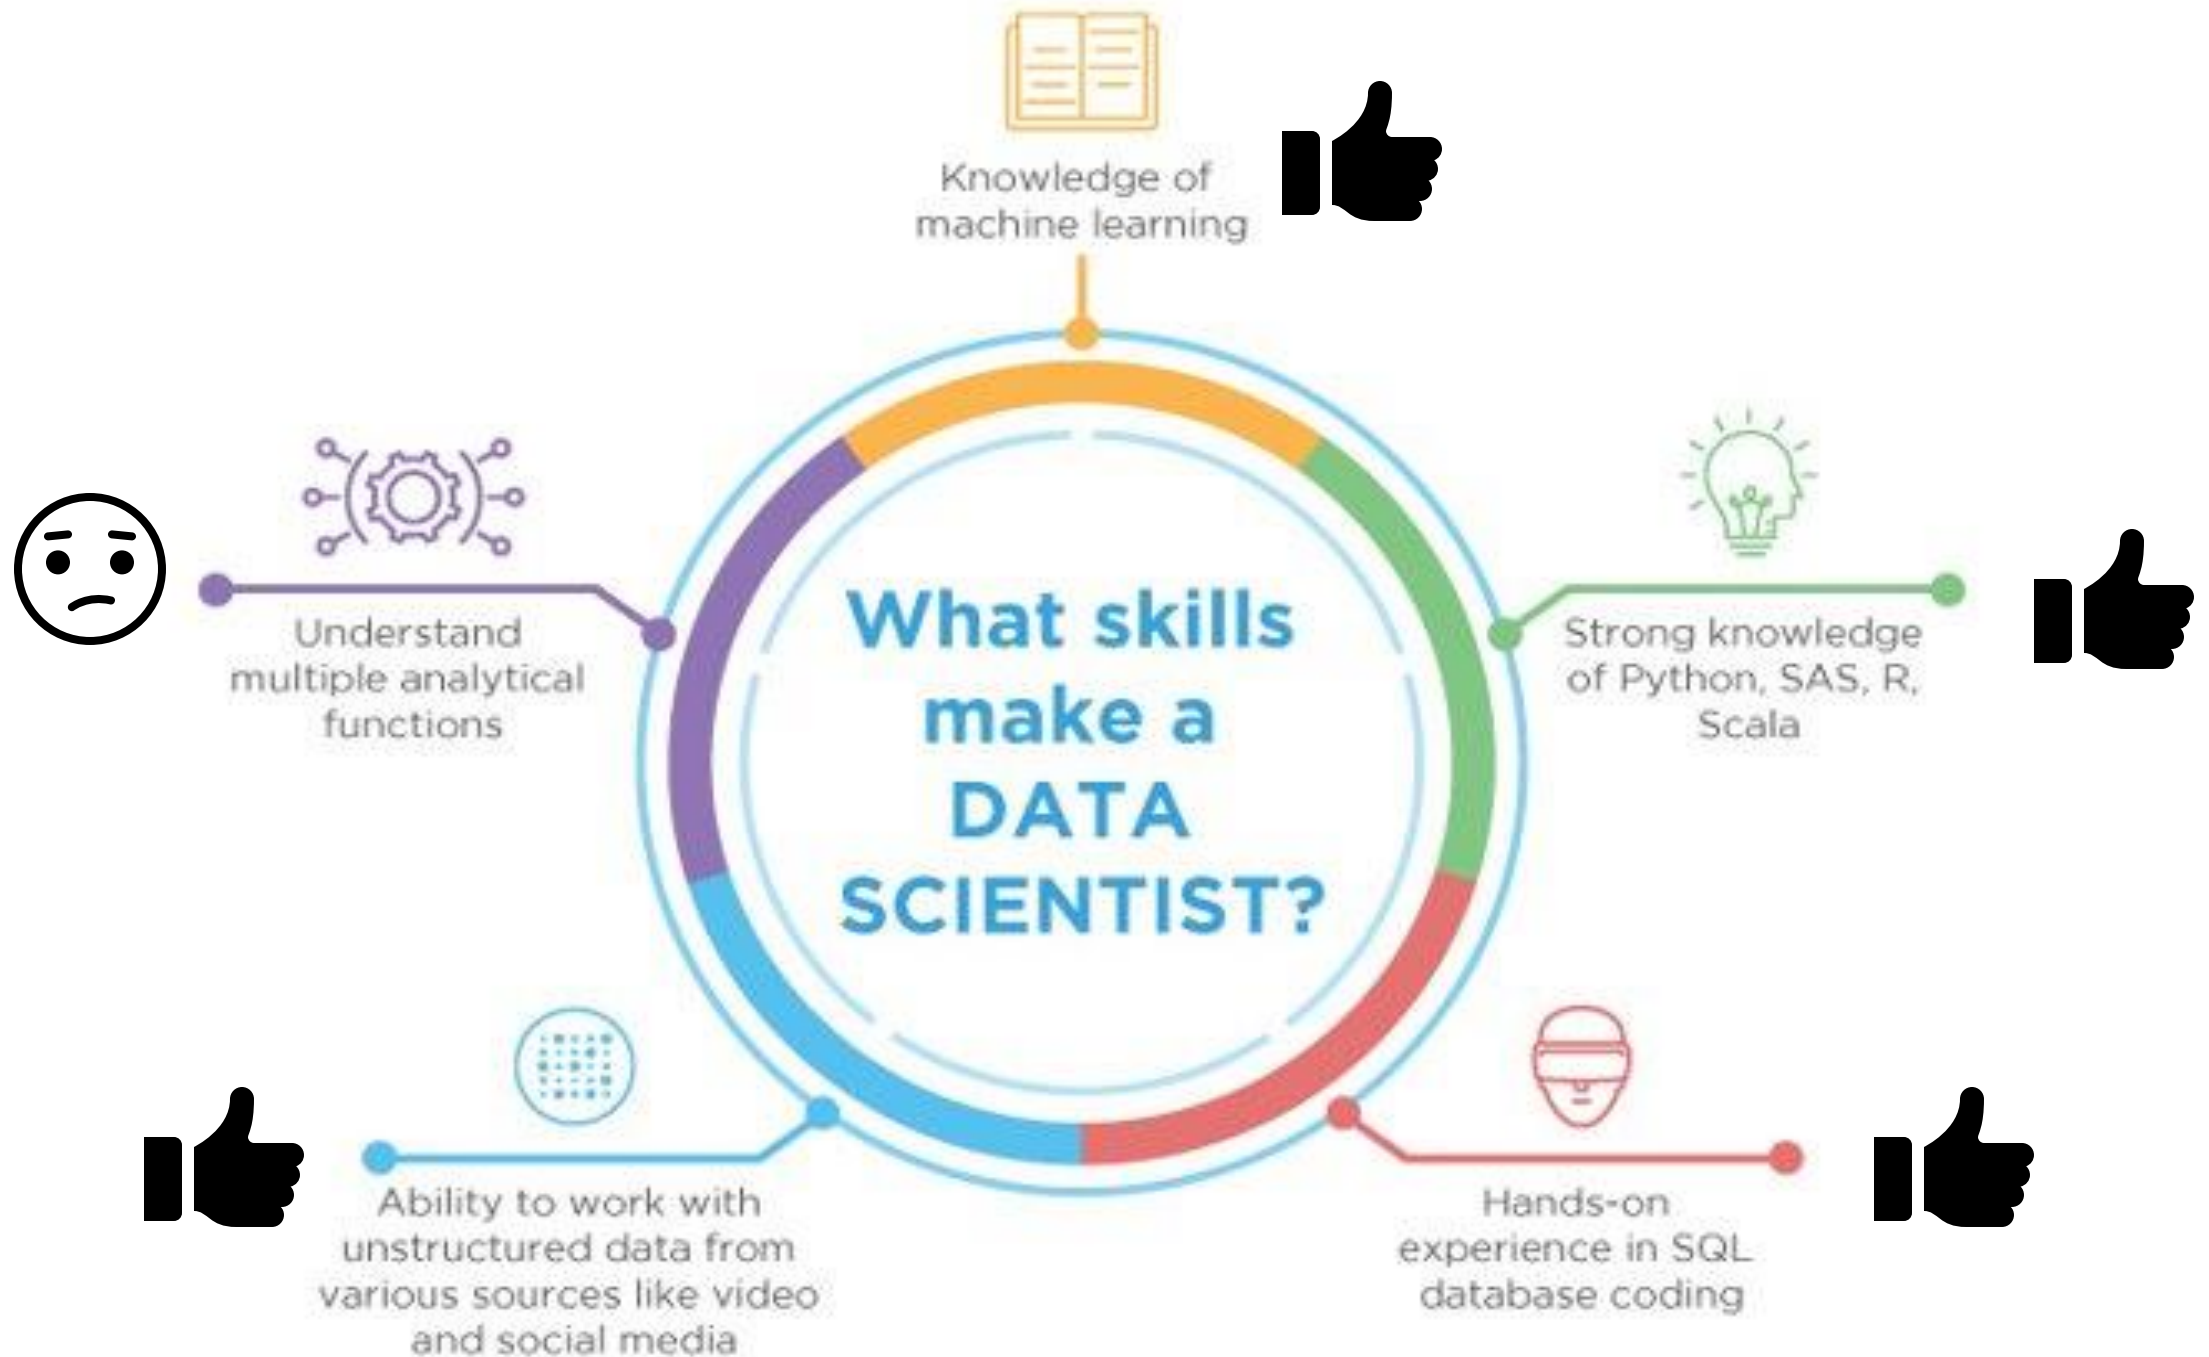 Knowledge of
machine learning
Understand
multiple analytical
functions
What skills
make a
DATA
SCIENTIST?
Strong knowledge
of Python, SAS, R,
Scala
Ability to work with
unstructured data from
various sources like video
and social media
Hands-on
experience in SQL
database coding